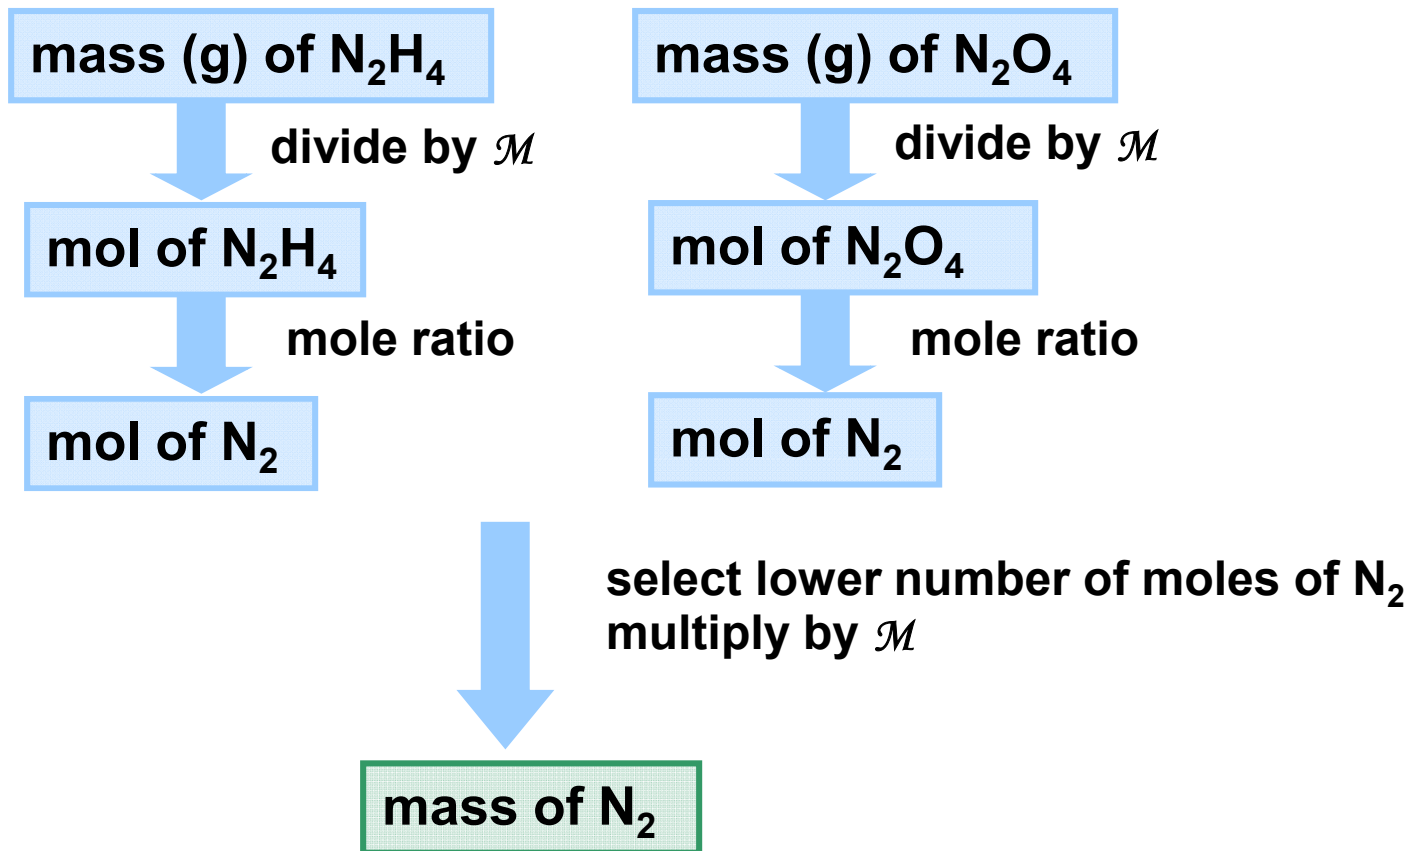 mass (g) of N₂H₄
mass (g) of N₂O₄
divide by ℳ
divide by ℳ
mol of N₂H₄
mol of N₂O₄
mole ratio
mole ratio
mol of N₂
mol of N₂
select lower number of moles of N₂
multiply by ℳ
mass of N₂